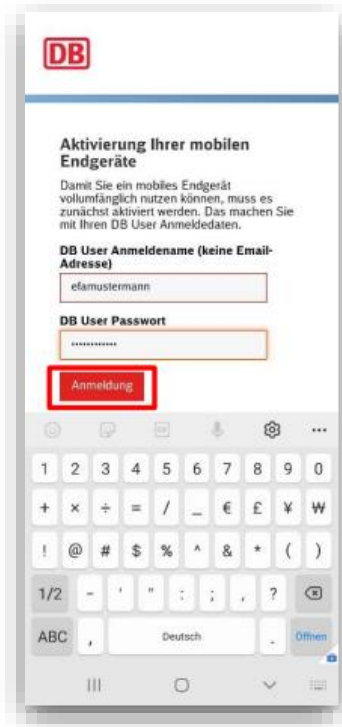 DB
Aktivierung Ihrer mobilen
Endgeräte
Damit Sie ein mobiles Endgerät
vollumfänglich nutzen können, muss es
zunächst aktiviert werden. Das machen Sie
mit Ihren DB User Anmeldedaten.
DB User Anmeldename (keine Email-
Adresse)
efamustermann
DB User Passwort
••••••••••••
Anmeldung
GIF
1 2 3 4 5 6 7 8 9 0
+ × ÷ = / _ € £ ¥ ₩
! @ # $ % ^ & * ( )
1/2 - ' " : ; , ?
ABC , Deutsch . Öffnen